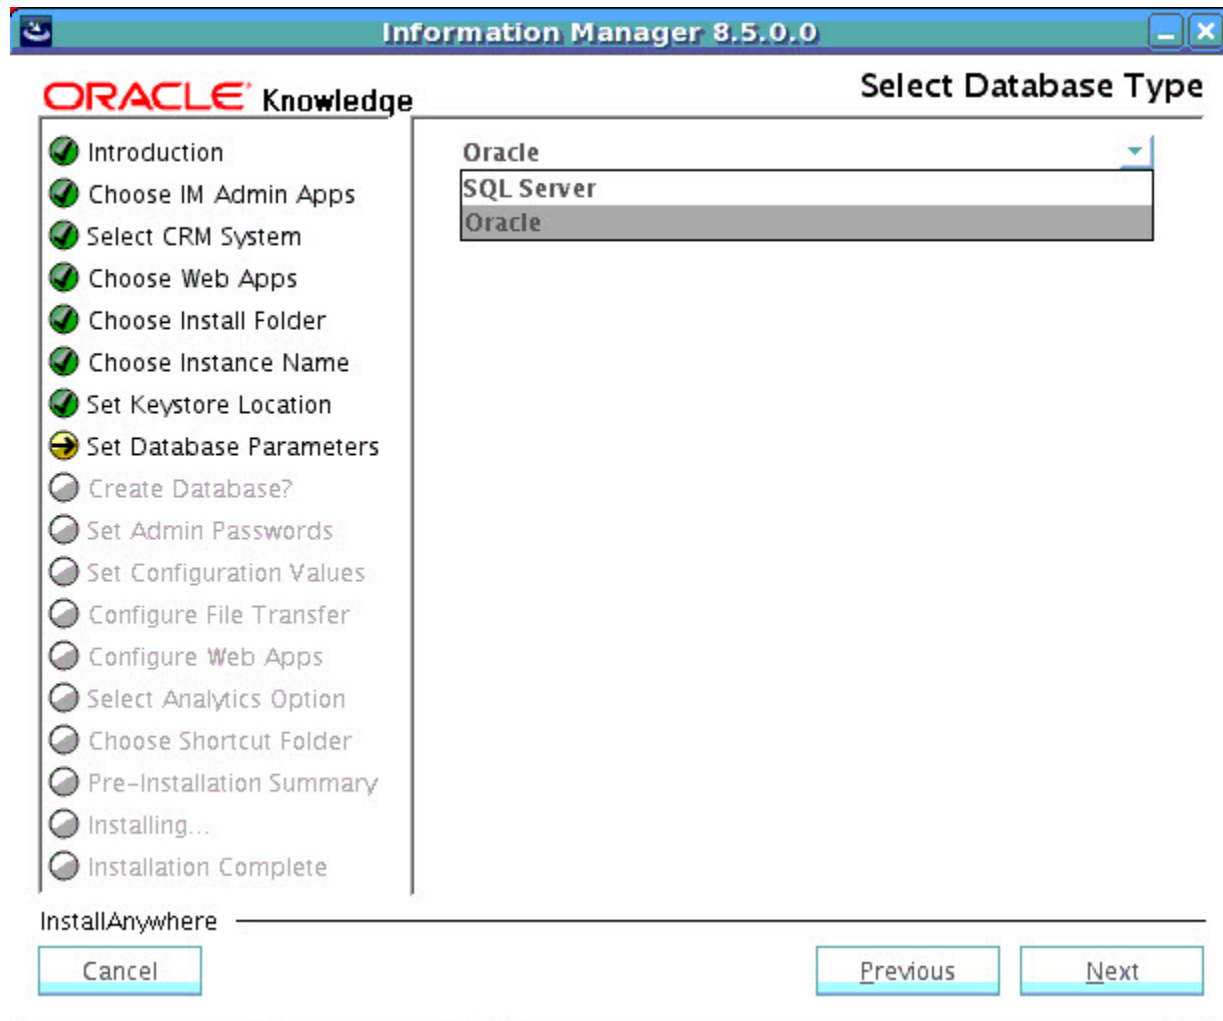 Information Manager 8.5.0.0
ORACLE Knowledge
Select Database Type
Introduction
Choose IM Admin Apps
Select CRM System
Choose Web Apps
Choose Install Folder
Choose Instance Name
Set Keystore Location
Set Database Parameters
Create Database?
Set Admin Passwords
Set Configuration Values
Configure File Transfer
Configure Web Apps
Select Analytics Option
Choose Shortcut Folder
Pre-Installation Summary
Installing...
Installation Complete
Oracle
SQL Server
Oracle
InstallAnywhere
Cancel
Previous
Next